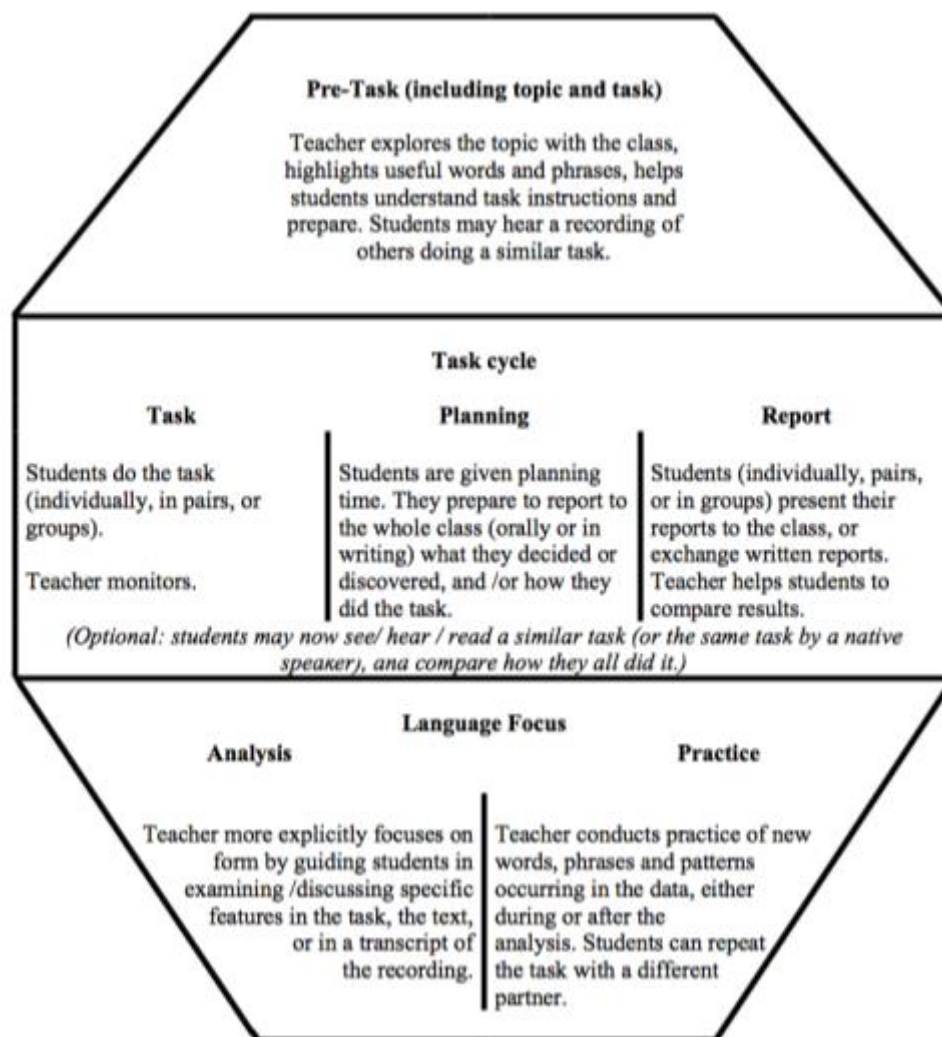 Pre-Task (including topic and task)
Teacher explores the topic with the class,
highlights useful words and phrases, helps
students understand task instructions and
prepare. Students may hear a recording of
others doing a similar task.
Task cycle
Task
Students do the task
(individually, in pairs, or
groups).
Teacher monitors.
Planning
Students are given planning
time. They prepare to report to
the whole class (orally or in
writing) what they decided or
discovered, and /or how they
did the task.
Report
Students (individually, pairs,
or in groups) present their
reports to the class, or
exchange written reports.
Teacher helps students to
compare results.
(Optional: students may now see/ hear / read a similar task (or the same task by a native
speaker), and compare how they all did it.)
Language Focus
Analysis
Teacher more explicitly focuses on
form by guiding students in
examining /discussing specific
features in the task, the text,
or in a transcript of
the recording.
Practice
Teacher conducts practice of new
words, phrases and patterns
occurring in the data, either
during or after the
analysis. Students can repeat
the task with a different
partner.